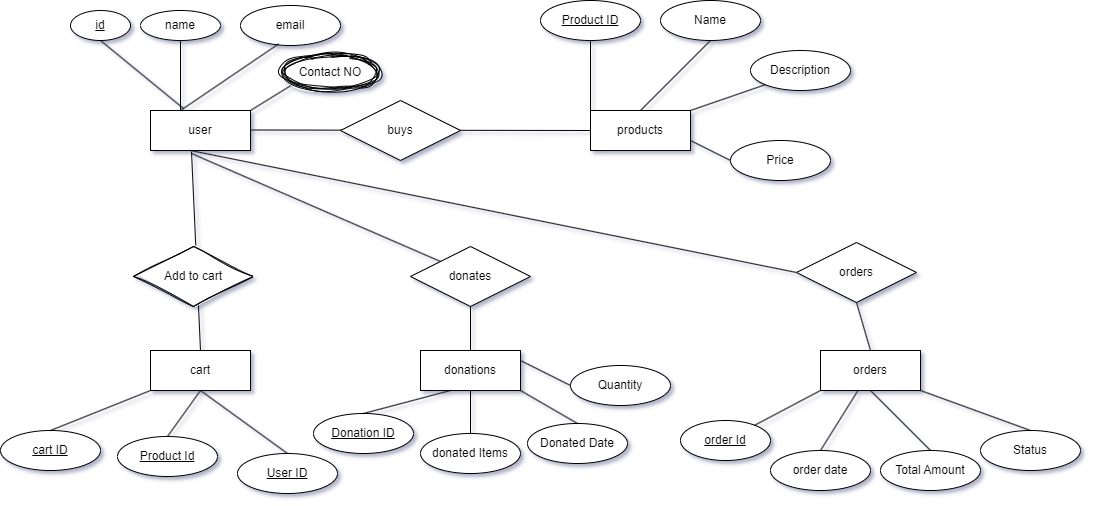 id
name
email
Contact NO
Product ID
Name
Description
Price
user
buys
products
Add to cart
donates
orders
cart
donations
orders
Quantity
cart ID
Product Id
User ID
Donation ID
donated Items
Donated Date
order Id
order date
Total Amount
Status